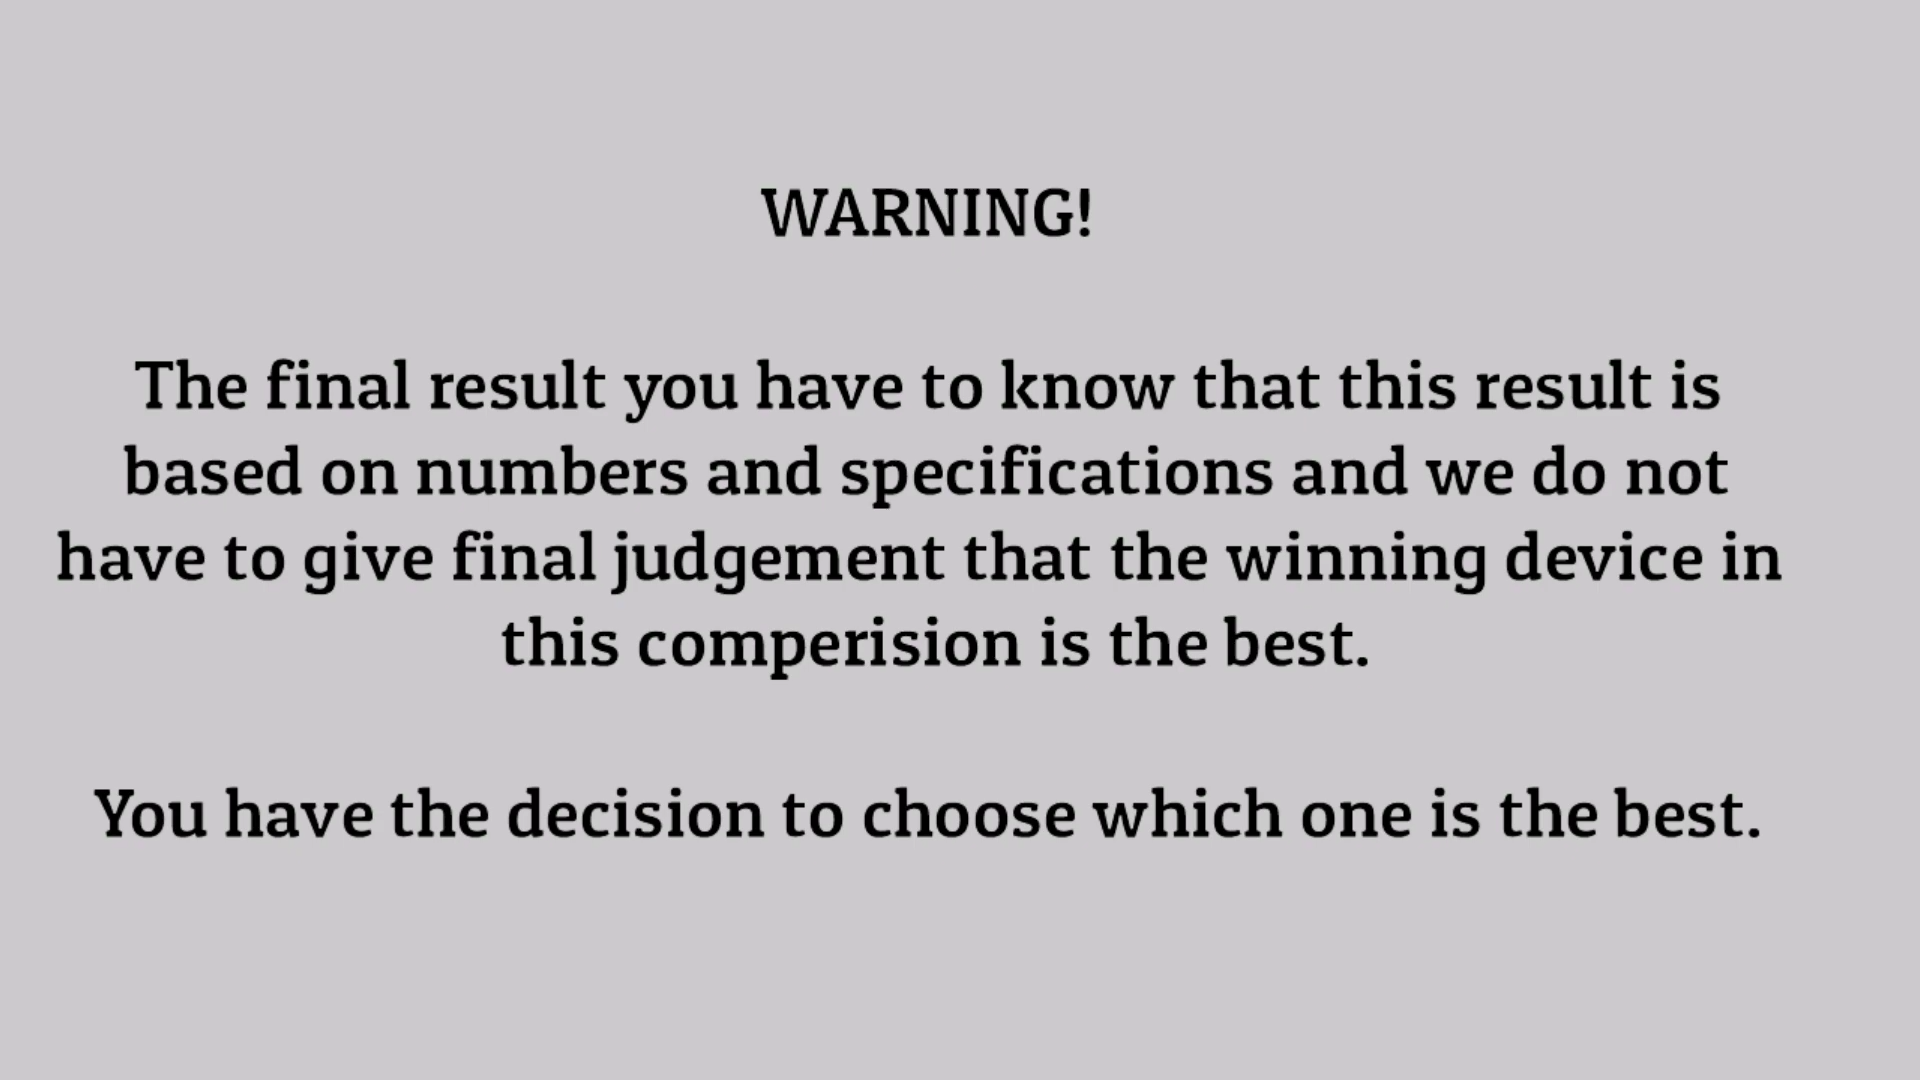 WARNING!
The final result you have to know that this result is
based on numbers and specifications and we do not
have to give final judgement that the winning device in
this comperision is the best.
You have the decision to choose which one is the best.